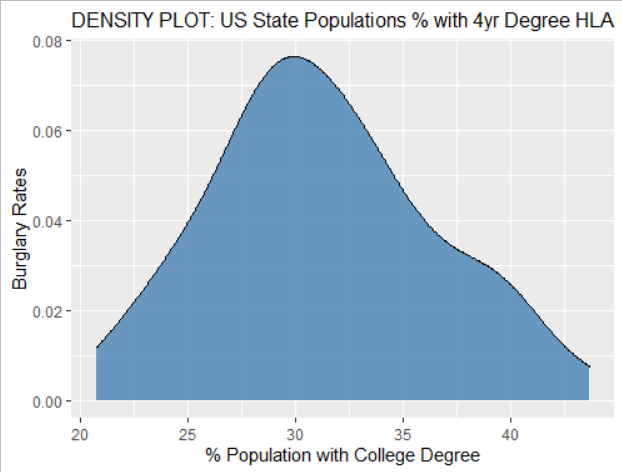 DENSITY PLOT: US State Populations % with 4yr Degree HLA
0.08
0.06
0.04
0.02
0.00
Burglary Rates
20 25 30 35 40
% Population with College Degree